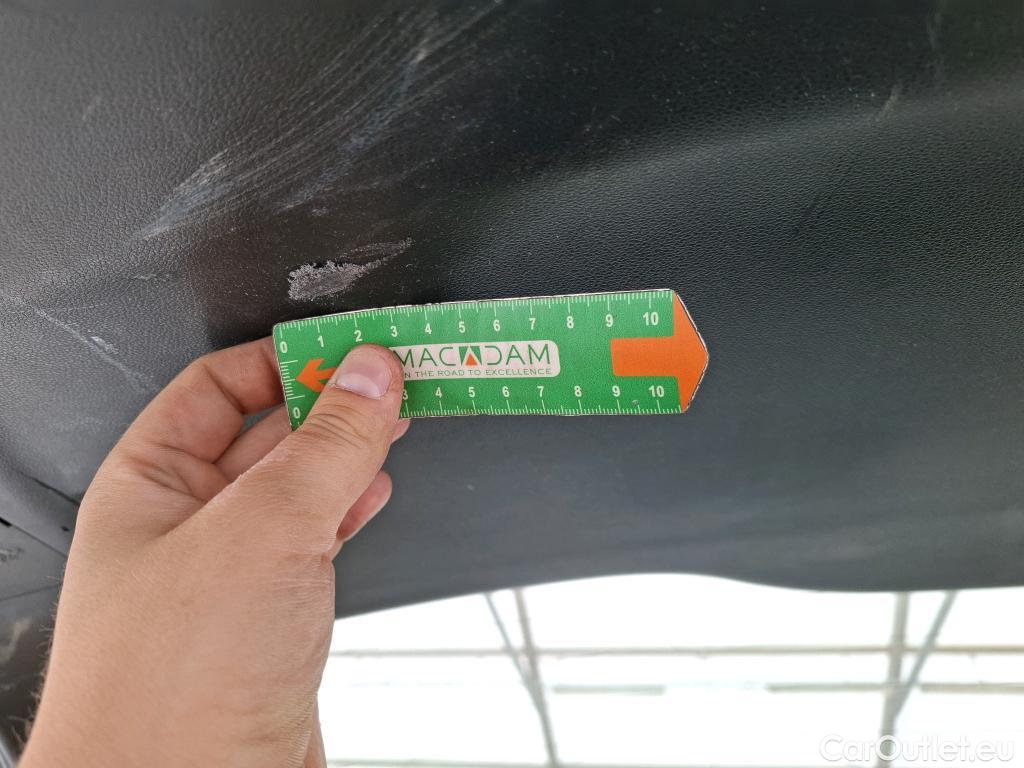 0 1 2 3 4 5 6 7 8 9 10
MACADAM
N THE ROAD TO EXCELLENCE
0 3 4 5 6 7 8 9 10
CarOutlet.eu